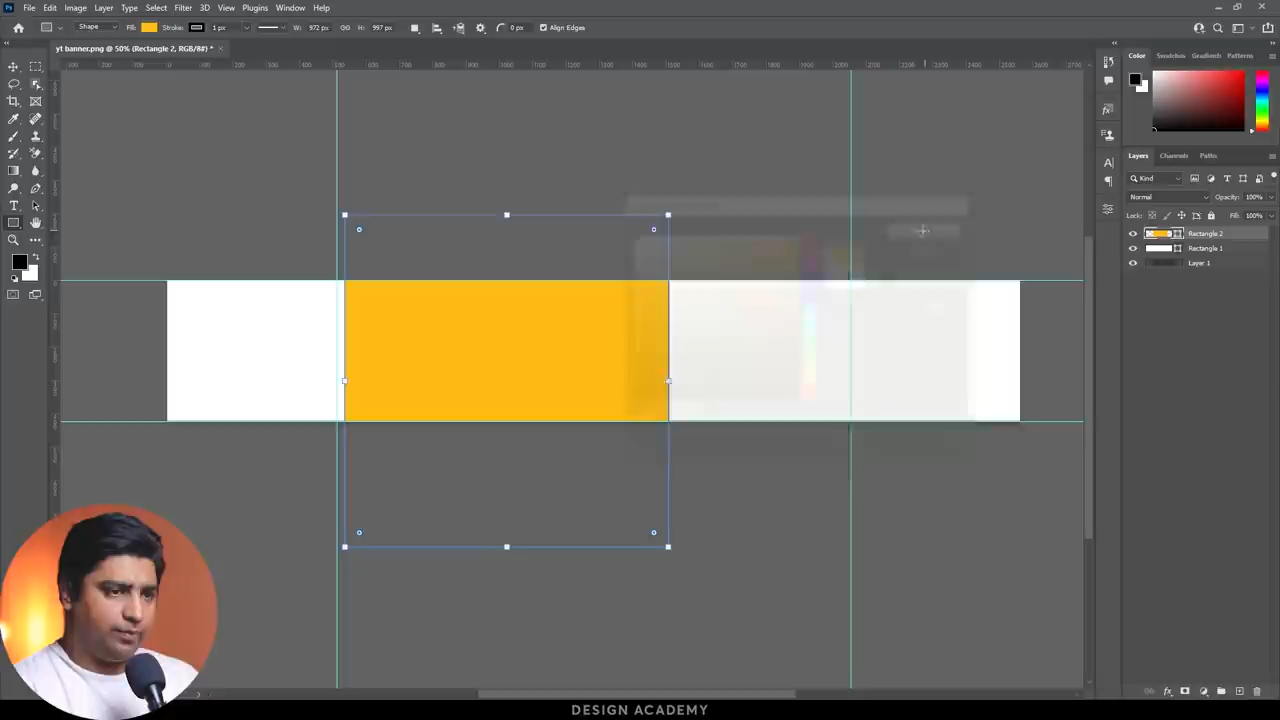 File Edit Image Layer Type Select Filter 3D View Plugins Window Help
Shape Fill: Stroke: 1 px W: 972 px H: 997 px 0 px Align Edges
yt banner.png @ 50% (Rectangle 2, RGB/8#) *
Color Swatches Gradients Patterns
Layers Channels Paths
Kind
Normal Opacity: 100%
Lock: Fill: 100%
Rectangle 2
Rectangle 1
Layer 1
DESIGN ACADEMY